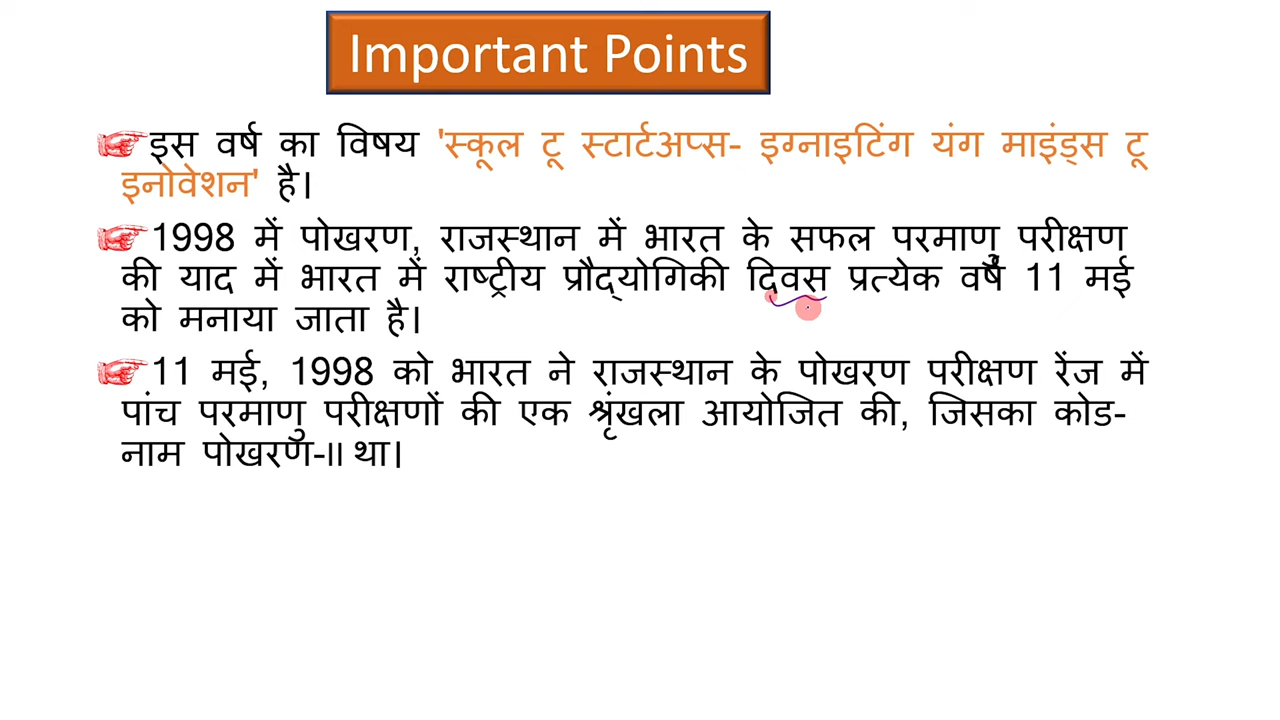 Important Points
इस वर्ष का विषय 'स्कूल टू स्टार्टअप्स- इग्नाइटिंग यंग माइंड्स टू
इनोवेशन' है।
1998 में पोखरण, राजस्थान में भारत के सफल परमाणु परीक्षण
की याद में भारत में राष्ट्रीय प्रौद्योगिकी दिवस प्रत्येक वर्ष 11 मई
को मनाया जाता है।
11 मई, 1998 को भारत ने राजस्थान के पोखरण परीक्षण रेंज में
पांच परमाणु परीक्षणों की एक श्रृंखला आयोजित की, जिसका कोड-
नाम पोखरण-II था।